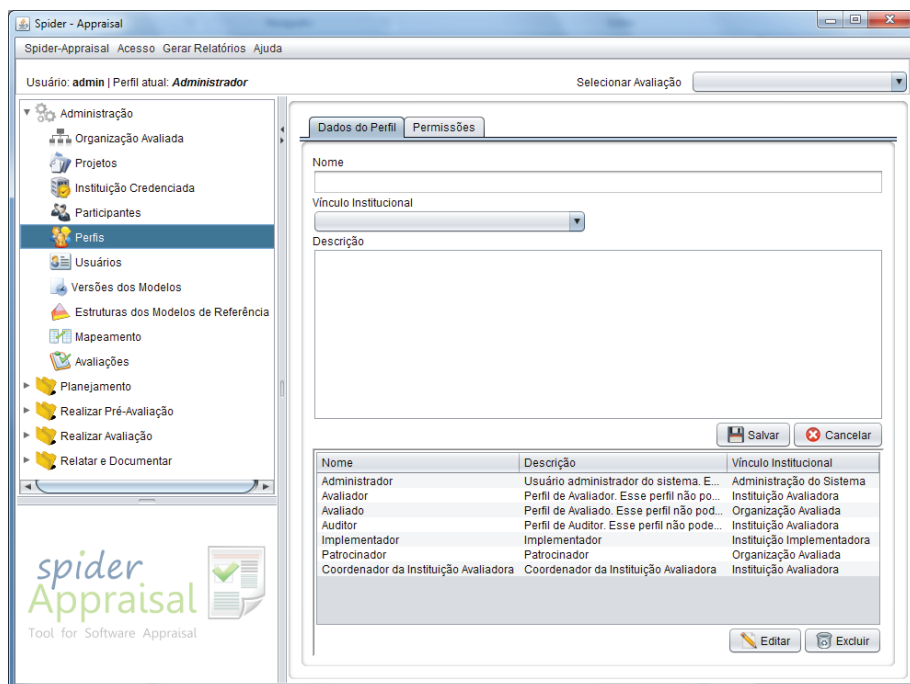 Spider - Appraisal
Spider-Appraisal Acesso Gerar Relatórios Ajuda
Usuário: admin | Perfil atual: Administrador
Selecionar Avaliação
Administração
Organização Avaliada
Projetos
Instituição Credenciada
Participantes
Perfis
Usuários
Versões dos Modelos
Estruturas dos Modelos de Referência
Mapeamento
Avaliações
Planejamento
Realizar Pré-Avaliação
Realizar Avaliação
Relatar e Documentar
spider
Appraisal
Tool for Software Appraisal
Dados do Perfil Permissões
Nome
Vínculo Institucional
Descrição
Salvar Cancelar
Nome Descrição Vínculo Institucional
Administrador Usuário administrador do sistema. E... Administração do Sistema
Avaliador Perfil de Avaliador. Esse perfil não po... Instituição Avaliadora
Avaliado Perfil de Avaliado. Esse perfil não pod... Organização Avaliada
Auditor Perfil de Auditor. Esse perfil não pode... Instituição Avaliadora
Implementador Implementador Instituição Implementadora
Patrocinador Patrocinador Organização Avaliada
Coordenador da Instituição Avaliadora Coordenador da Instituição Avaliadora Instituição Avaliadora
Editar Excluir